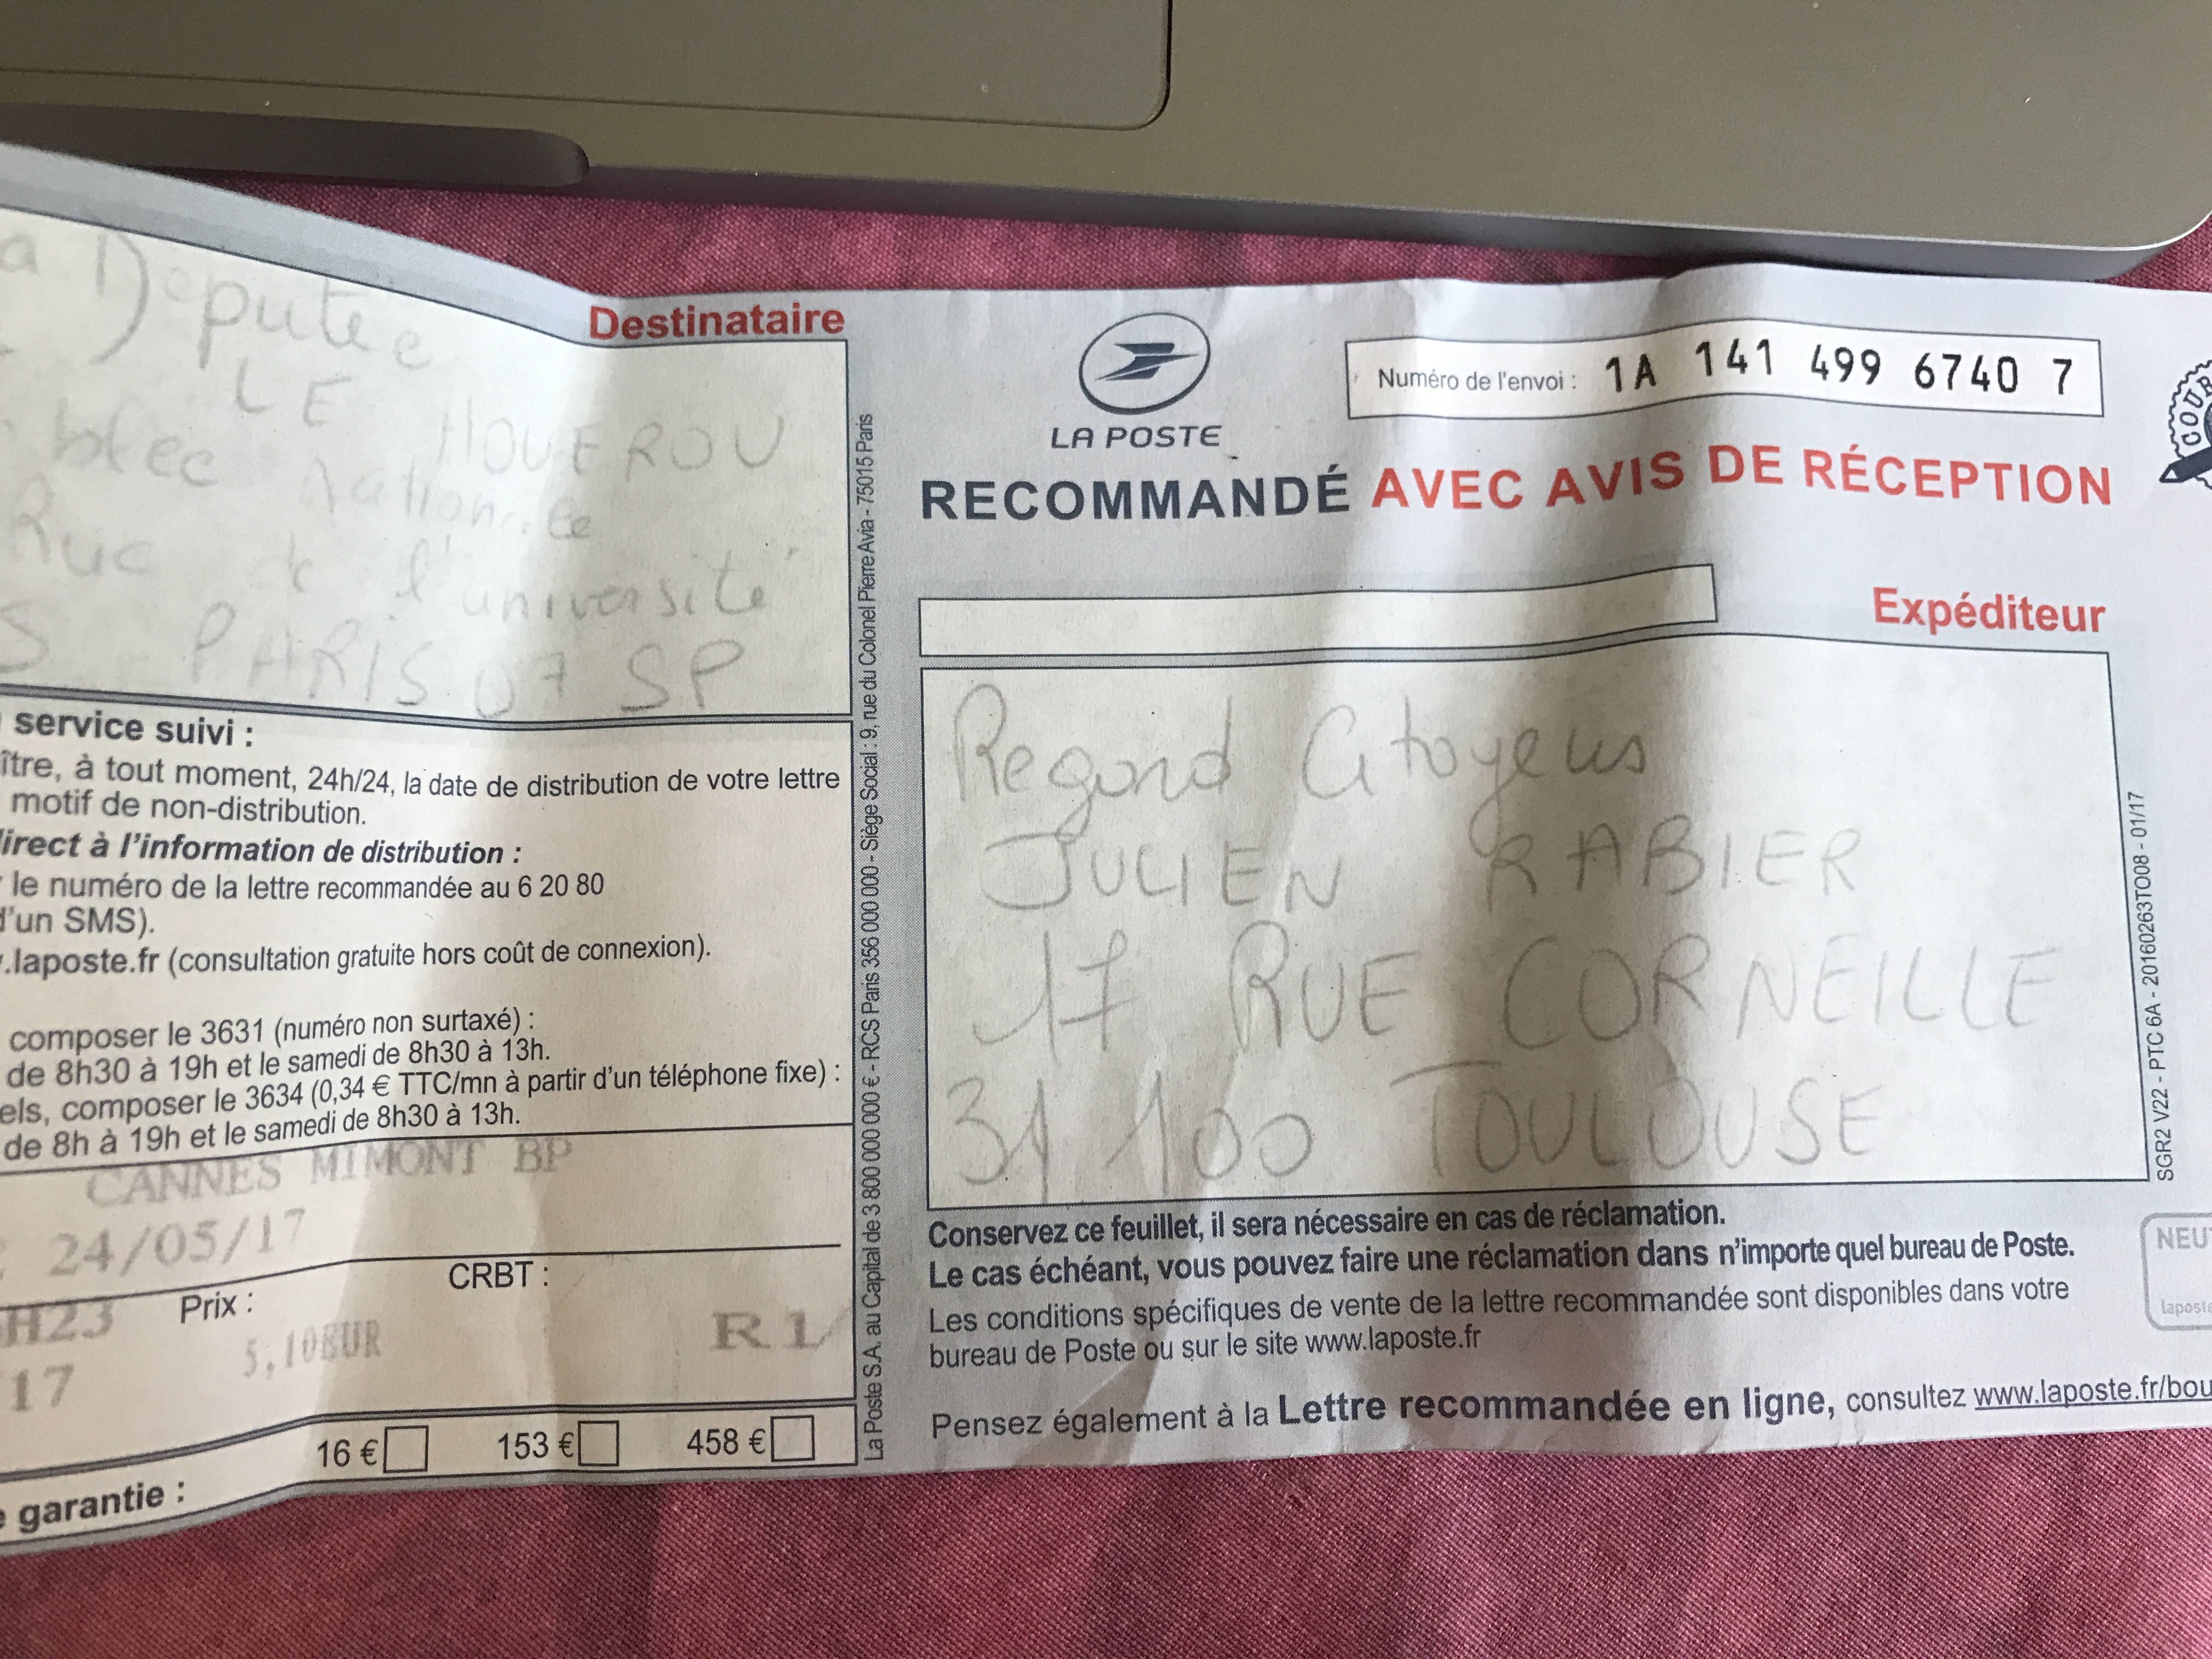 a Députée
LE HOUEROU
blée Nationale
Rue de l'université
S PARIS 07 SP
Destinataire
service suivi :
ître, à tout moment, 24h/24, la date de distribution de votre lettre
motif de non-distribution.
direct à l'information de distribution :
le numéro de la lettre recommandée au 6 20 80
d'un SMS).
.laposte.fr (consultation gratuite hors coût de connexion).
composer le 3631 (numéro non surtaxé) :
de 8h30 à 19h et le samedi de 8h30 à 13h.
els, composer le 3634 (0,34 € TTC/mn à partir d'un téléphone fixe) :
de 8h à 19h et le samedi de 8h30 à 13h.
CANNES MIMONT BP
24/05/17
CRBT :
H23 Prix :
5,10EUR R1
17
16 € 153 € 458 €
garantie :
La Poste S.A. au Capital de 3 800 000 000 € - RCS Paris 356 000 000 - Siège Social : 9, rue du Colonel Pierre Avia - 75015 Paris
LA POSTE
Numéro de l'envoi : 1A 141 499 6740 7
RECOMMANDÉ AVEC AVIS DE RÉCEPTION
Expéditeur
Regard Citoyens
JULIEN RABIER
17 RUE CORNEILLE
31100 TOULOUSE
SGR2 V22 - PTC 6A - 20160263TO08 - 01/17
Conservez ce feuillet, il sera nécessaire en cas de réclamation.
Le cas échéant, vous pouvez faire une réclamation dans n'importe quel bureau de Poste.
Les conditions spécifiques de vente de la lettre recommandée sont disponibles dans votre
bureau de Poste ou sur le site www.laposte.fr
Pensez également à la Lettre recommandée en ligne, consultez www.laposte.fr/bou
COUR
NEU
laposte